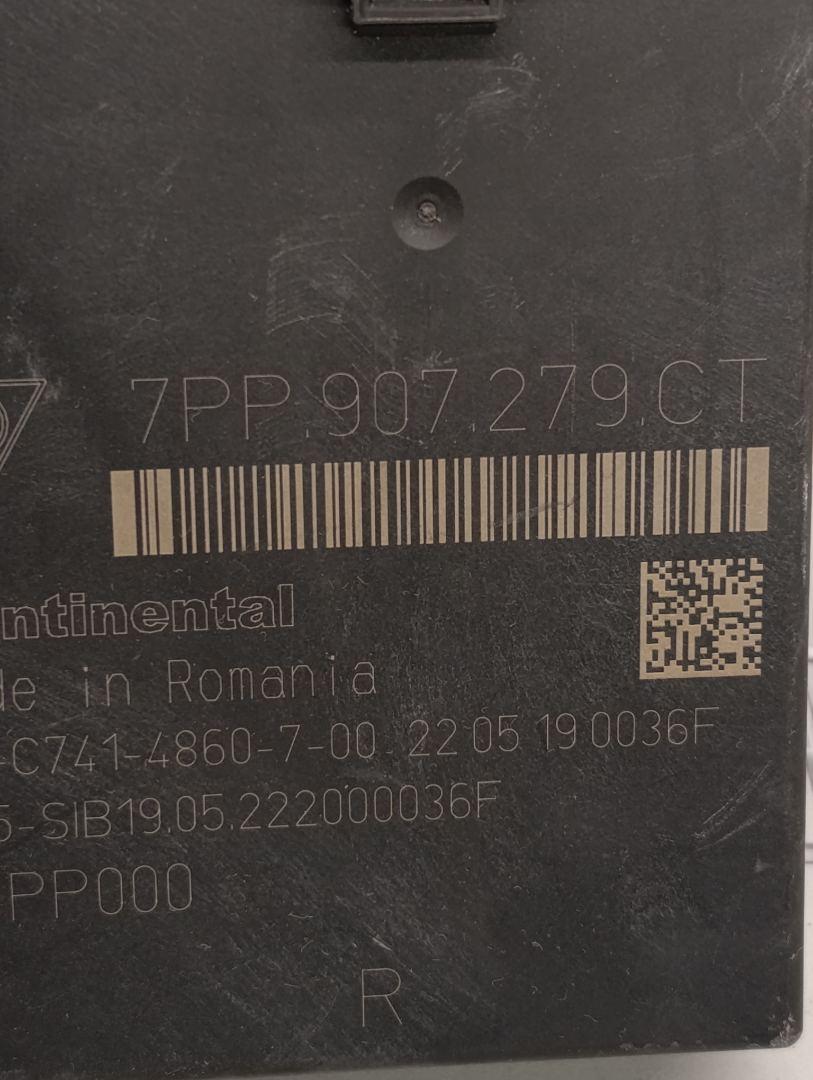 7PP.907.279.CT
ntinental
de in Romania
-C741-4860-7-00 22 05 19 0036F
5-SIB19.05.222000036F
PP000
R